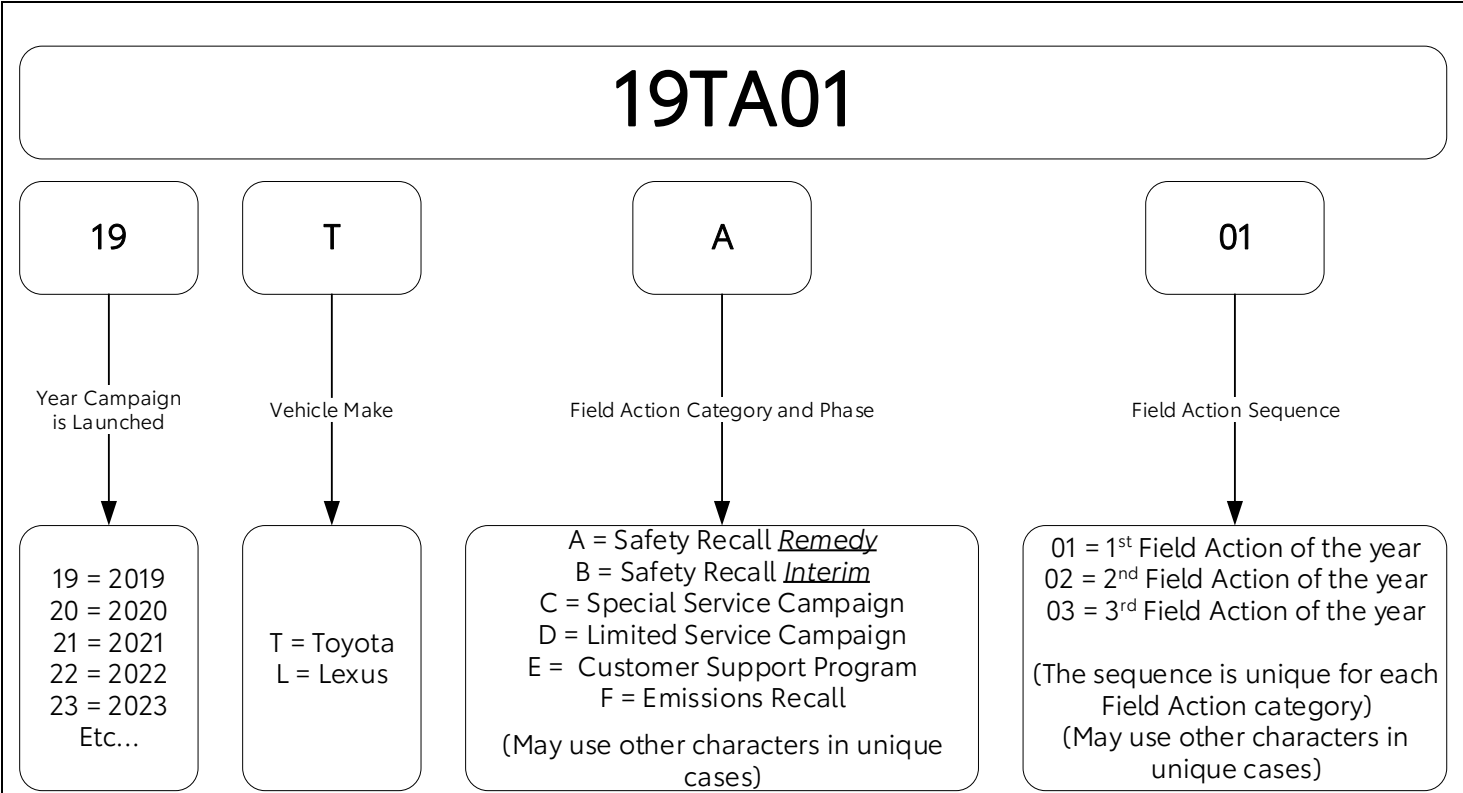 19TA01
19
T
A
01
Year Campaign
is Launched
Vehicle Make
Field Action Category and Phase
Field Action Sequence
19 = 2019
20 = 2020
21 = 2021
22 = 2022
23 = 2023
Etc…
T = Toyota
L = Lexus
A = Safety Recall Remedy
B = Safety Recall Interim
C = Special Service Campaign
D = Limited Service Campaign
E =  Customer Support Program
F = Emissions Recall
(May use other characters in unique
cases)
01 = 1st Field Action of the year
02 = 2nd Field Action of the year
03 = 3rd Field Action of the year
(The sequence is unique for each
Field Action category)
(May use other characters in
unique cases)